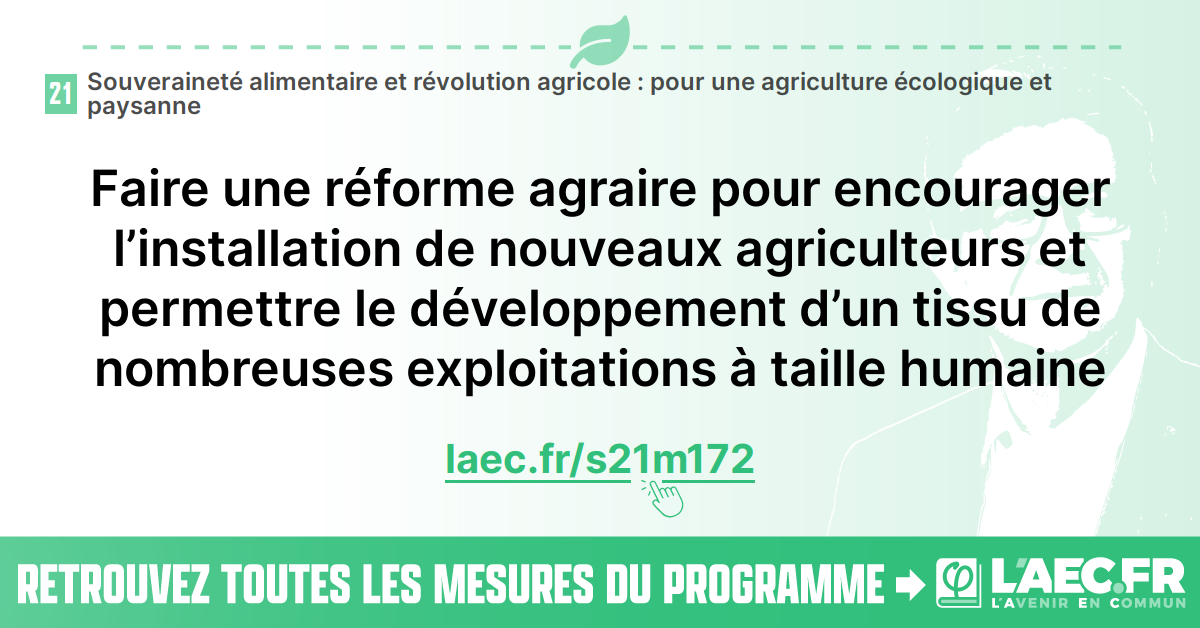 21
Souveraineté alimentaire et révolution agricole : pour une agriculture écologique et
paysanne
Faire une réforme agraire pour encourager
l’installation de nouveaux agriculteurs et
permettre le développement d’un tissu de
nombreuses exploitations à taille humaine
laec.fr/s21m172
RETROUVEZ TOUTES LES MESURES DU PROGRAMME
L'AEC.FR
L'AVENIR EN COMMUN